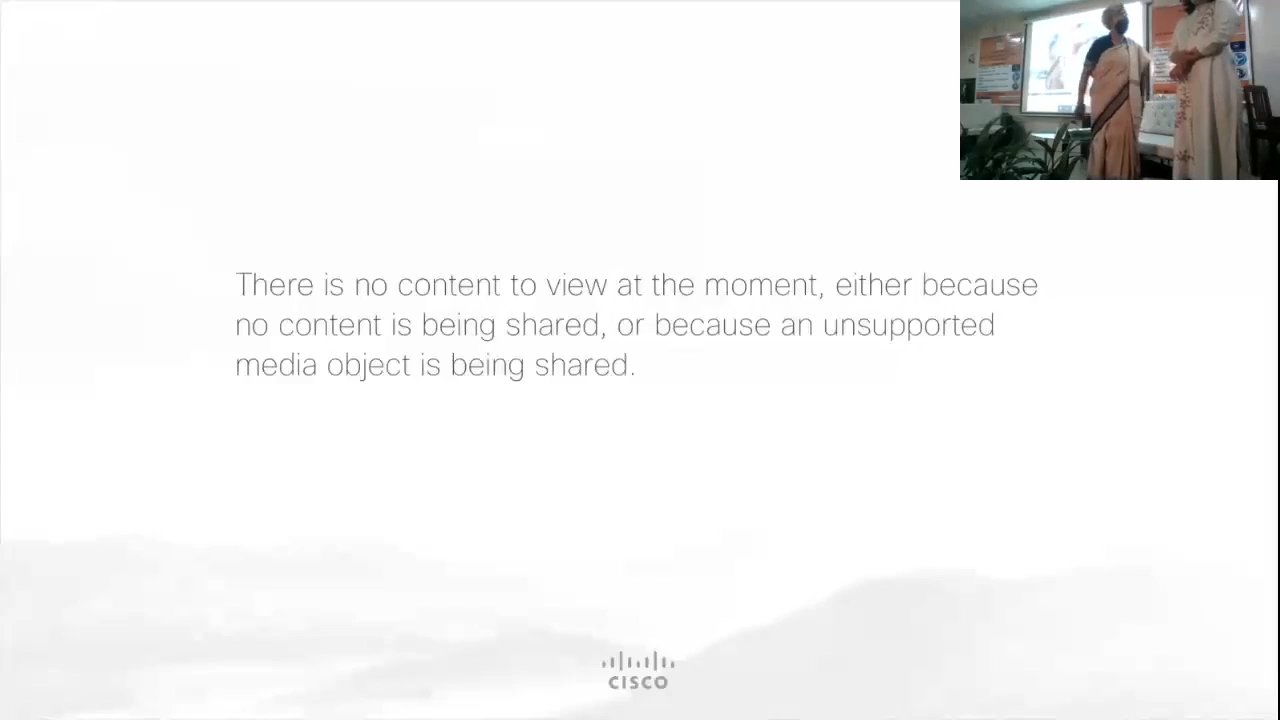 There is no content to view at the moment, either because
no content is being shared, or because an unsupported
media object is being shared.
CISCO